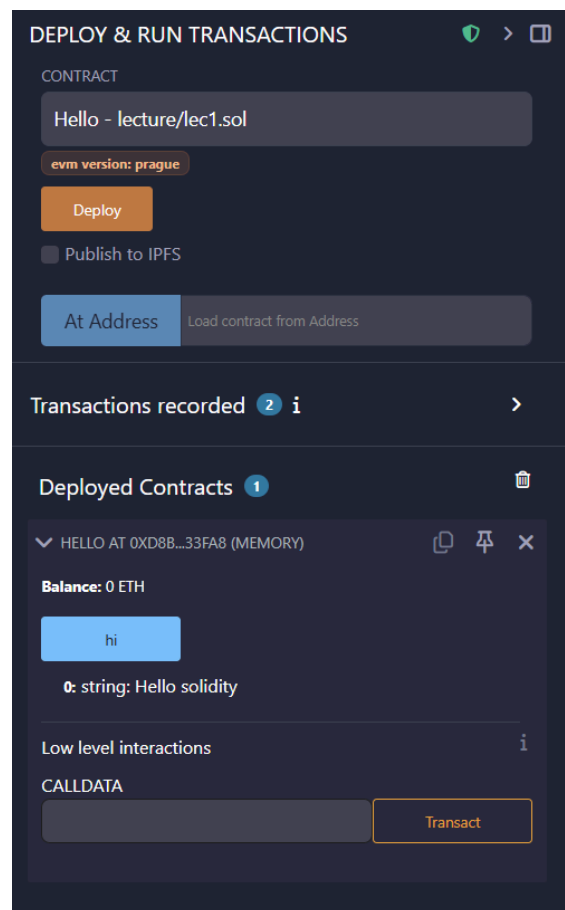 DEPLOY & RUN TRANSACTIONS
CONTRACT
Hello - lecture/lec1.sol
evm version: prague
Deploy
Publish to IPFS
At Address Load contract from Address
Transactions recorded 2 i
Deployed Contracts 1
HELLO AT 0XD8B...33FA8 (MEMORY)
Balance: 0 ETH
hi
0: string: Hello solidity
Low level interactions i
CALLDATA
Transact